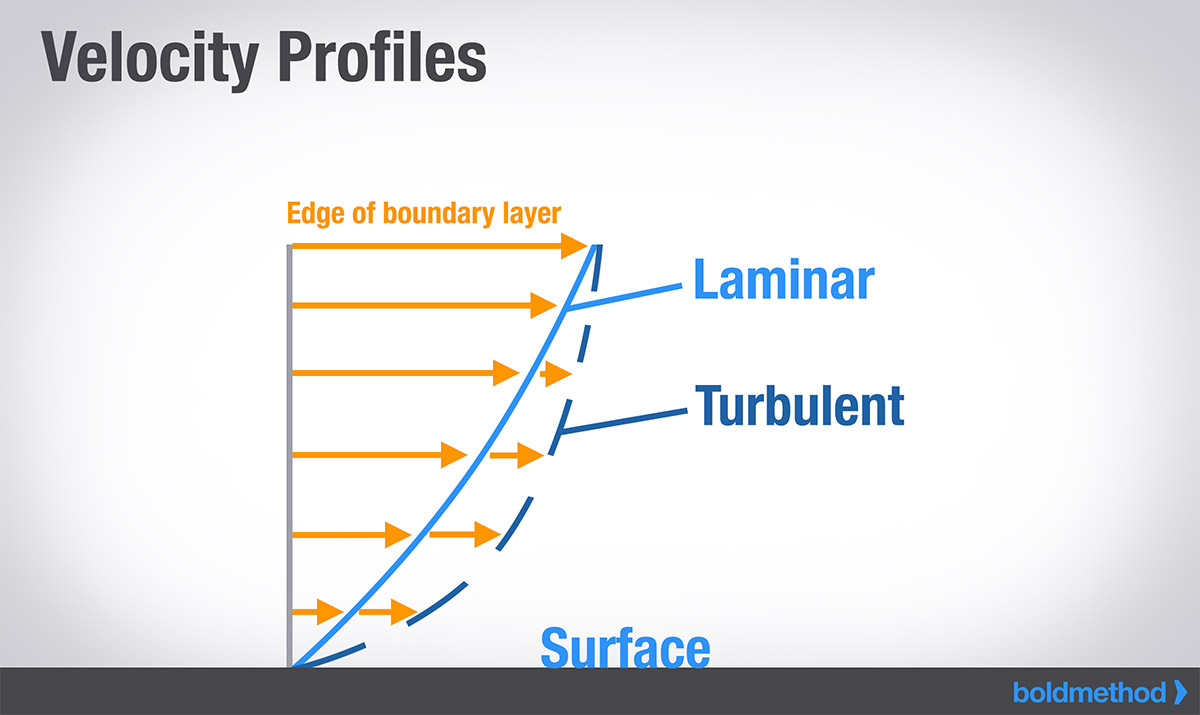 Velocity Profiles
Edge of boundary layer
Laminar
Turbulent
Surface
boldmethod